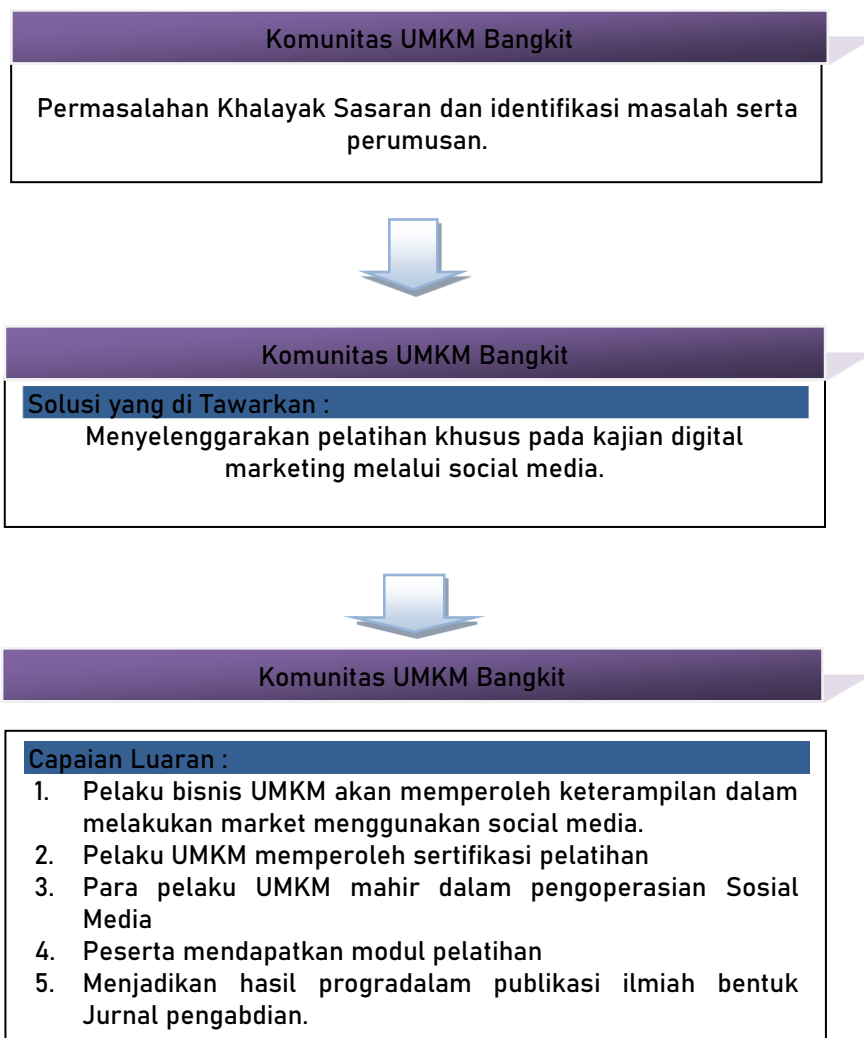 Komunitas UMKM Bangkit
Permasalahan Khalayak Sasaran dan identifikasi masalah serta
perumusan.
Komunitas UMKM Bangkit
Solusi yang di Tawarkan :
Menyelenggarakan pelatihan khusus pada kajian digital
marketing melalui social media.
Komunitas UMKM Bangkit
Capaian Luaran :
1. Pelaku bisnis UMKM akan memperoleh keterampilan dalam
melakukan market menggunakan social media.
2. Pelaku UMKM memperoleh sertifikasi pelatihan
3. Para pelaku UMKM mahir dalam pengoperasian Sosial
Media
4. Peserta mendapatkan modul pelatihan
5. Menjadikan hasil progradalam publikasi ilmiah bentuk
Jurnal pengabdian.